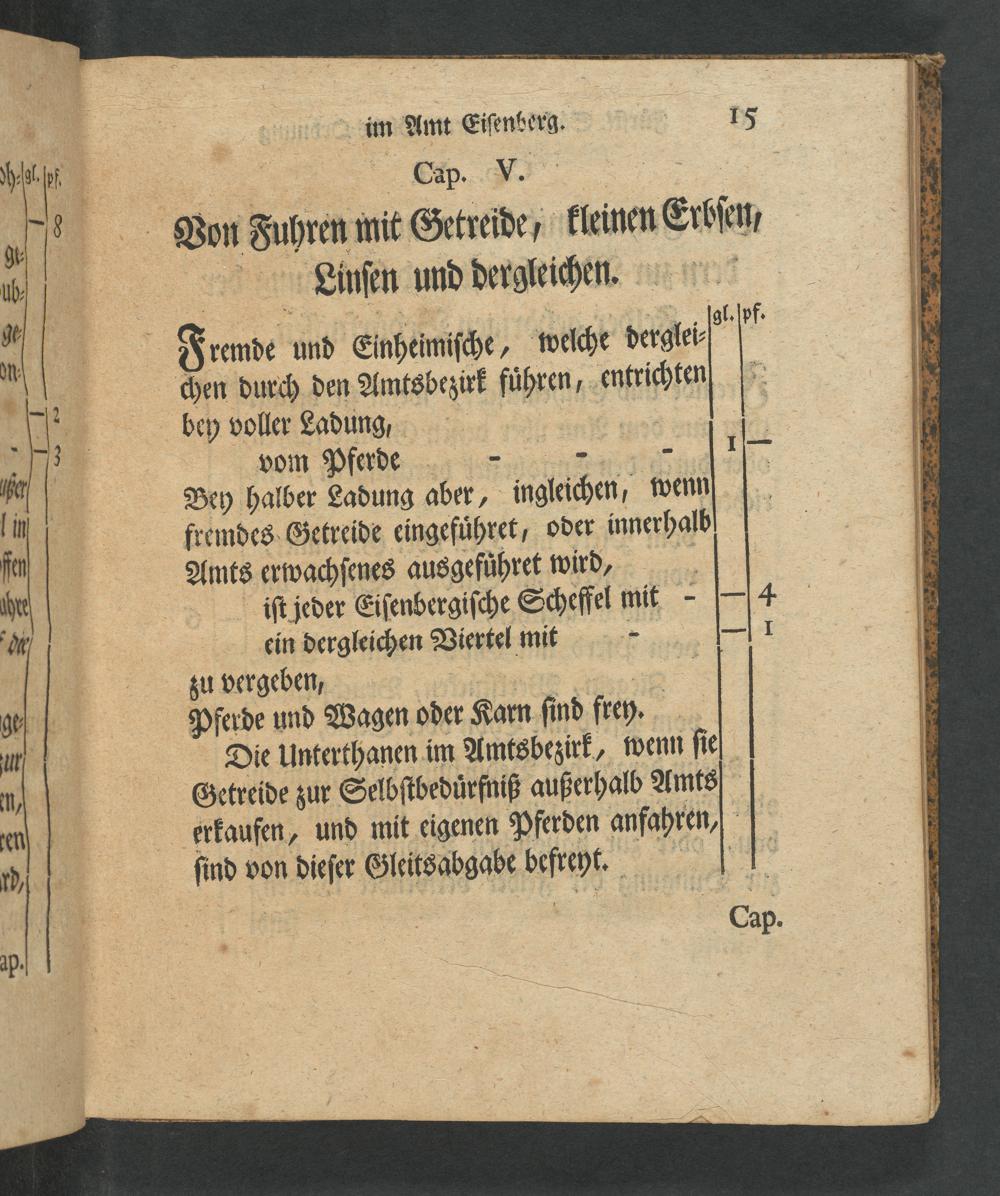 im Amt Eisenberg. 15
Cap. V.
Von Fuhren mit Getreide, kleinen Erbsen,
Linsen und dergleichen.
gl. pf.
Fremde und Einheimische, welche derglei-
chen durch den Amtsbezirk führen, entrichten
bey voller Ladung,
vom Pferde - - - 1 —
Bey halber Ladung aber, ingleichen, wenn
fremdes Getreide eingeführet, oder innerhalb
Amts erwachsenes ausgeführet wird,
ist jeder Eisenbergische Scheffel mit - — 4
ein dergleichen Viertel mit - — 1
zu vergeben,
Pferde und Wagen oder Karn sind frey.
Die Unterthanen im Amtsbezirk, wenn sie
Getreide zur Selbstbedürfniß außerhalb Amts
erkaufen, und mit eigenen Pferden anfahren,
sind von dieser Gleitsabgabe befreyt.
Cap.